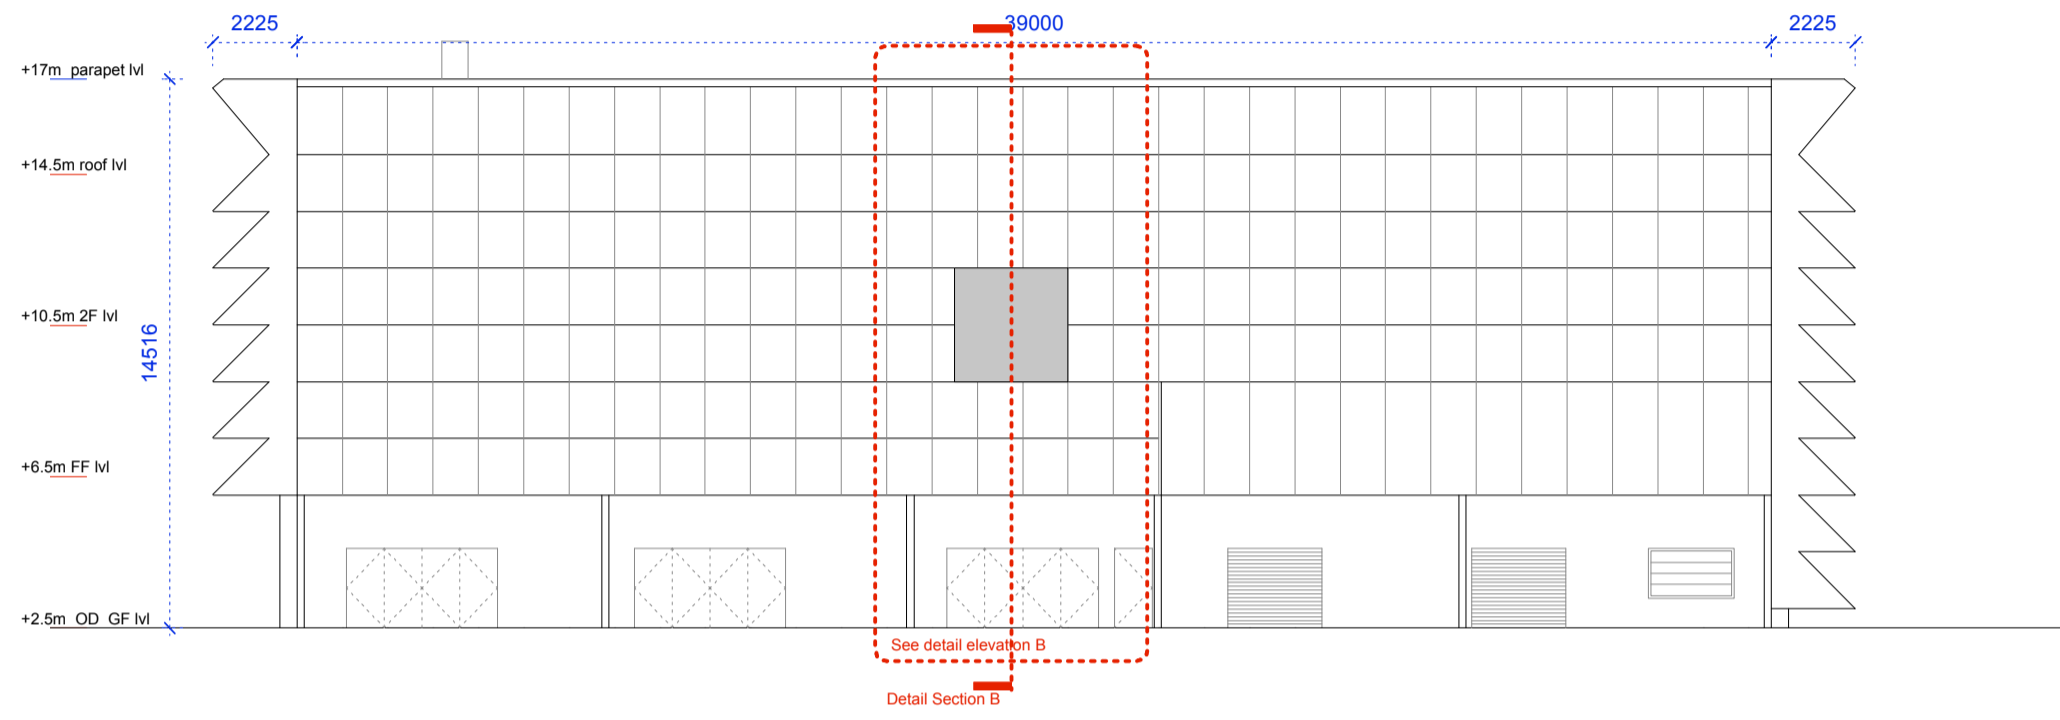 2225
39000
2225
+17m parapet lvl
+14.5m roof lvl
+10.5m 2F lvl
14516
+6.5m FF lvl
+2.5m OD GF lvl
See detail elevation B
Detail Section B